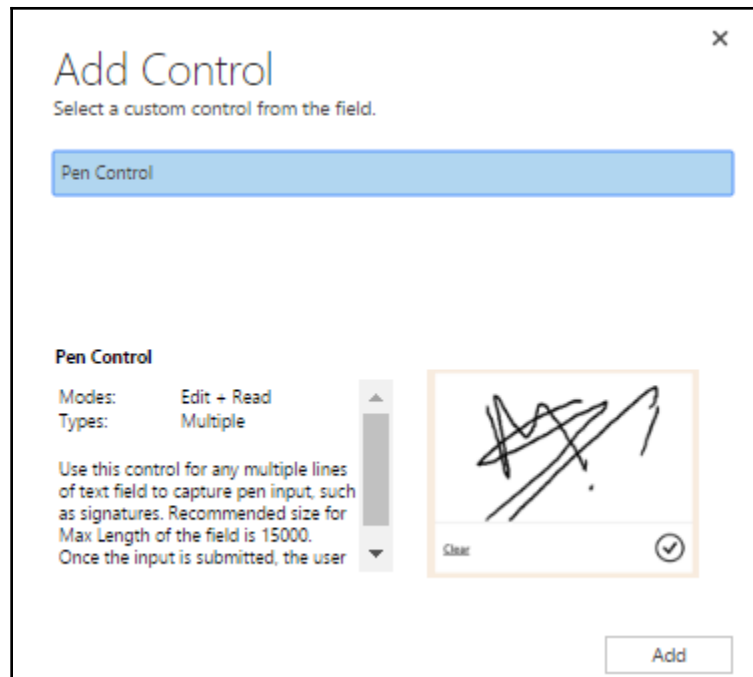 Add Control
Select a custom control from the field.
Pen Control
Pen Control
Modes: Edit + Read
Types: Multiple
Use this control for any multiple lines
of text field to capture pen input, such
as signatures. Recommended size for
Max Length of the field is 15000.
Once the input is submitted, the user
Clear
Add